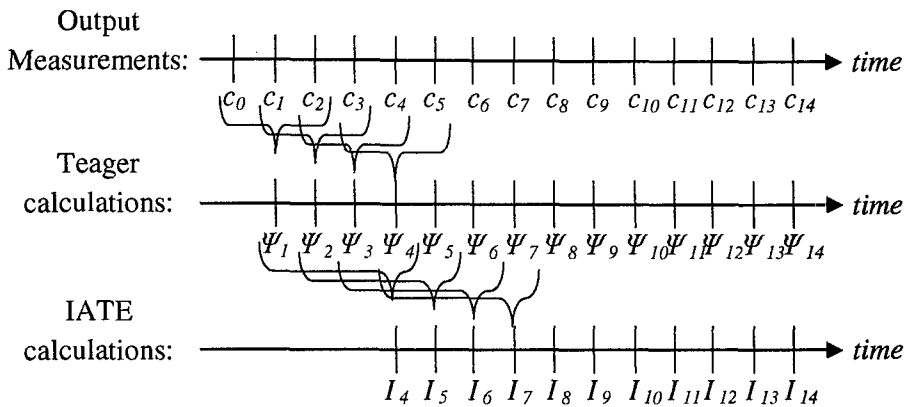 Output
Measurements:
time
c0 c1 c2 c3 c4 c5 c6 c7 c8 c9 c10 c11 c12 c13 c14
Teager
calculations:
time
Ψ1 Ψ2 Ψ3 Ψ4 Ψ5 Ψ6 Ψ7 Ψ8 Ψ9 Ψ10 Ψ11 Ψ12 Ψ13 Ψ14
IATE
calculations:
time
I4 I5 I6 I7 I8 I9 I10 I11 I12 I13 I14